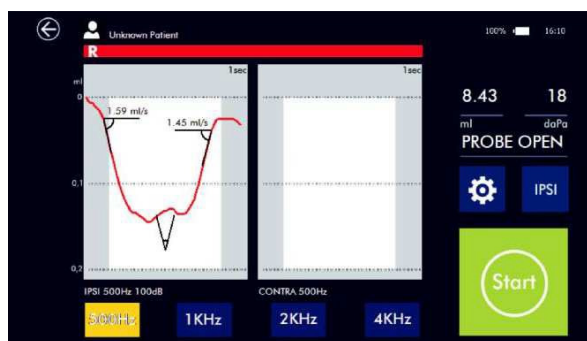 Unknown Patient
100% 16:10
R
1sec 1sec
ml
0
1.59 ml/s
1.45 ml/s
0,1
0,2
8.43 18
ml daPa
PROBE OPEN
IPSI
IPSI 500Hz 100dB CONTRA 500Hz
500Hz 1KHz 2KHz 4KHz
Start